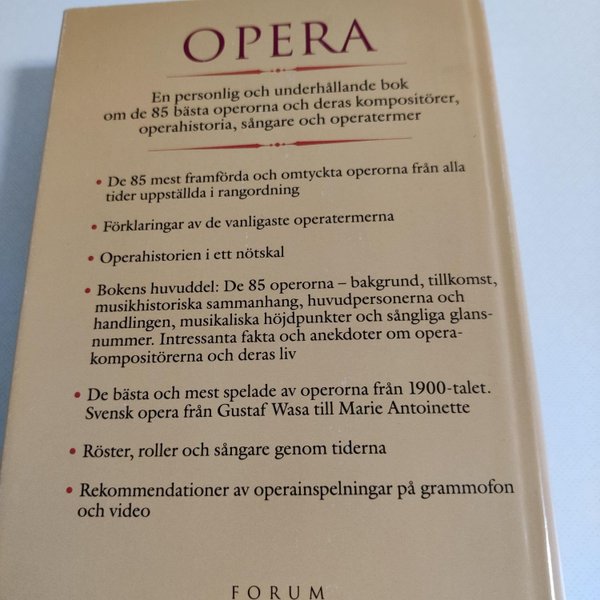 OPERA
En personlig och underhållande bok
om de 85 bästa operorna och deras kompositörer,
operahistoria, sångare och operatermer
• De 85 mest framförda och omtyckta operorna från alla
tider uppställda i rangordning
• Förklaringar av de vanligaste operatermerna
• Operahistorien i ett nötskal
• Bokens huvuddel: De 85 operorna – bakgrund, tillkomst,
musikhistoriska sammanhang, huvudpersonerna och
handlingen, musikaliska höjdpunkter och sångliga glans-
nummer. Intressanta fakta och anekdoter om opera-
kompositörerna och deras liv
• De bästa och mest spelade av operorna från 1900-talet.
Svensk opera från Gustaf Wasa till Marie Antoinette
• Röster, roller och sångare genom tiderna
• Rekommendationer av operainspelningar på grammofon
och video
FORUM